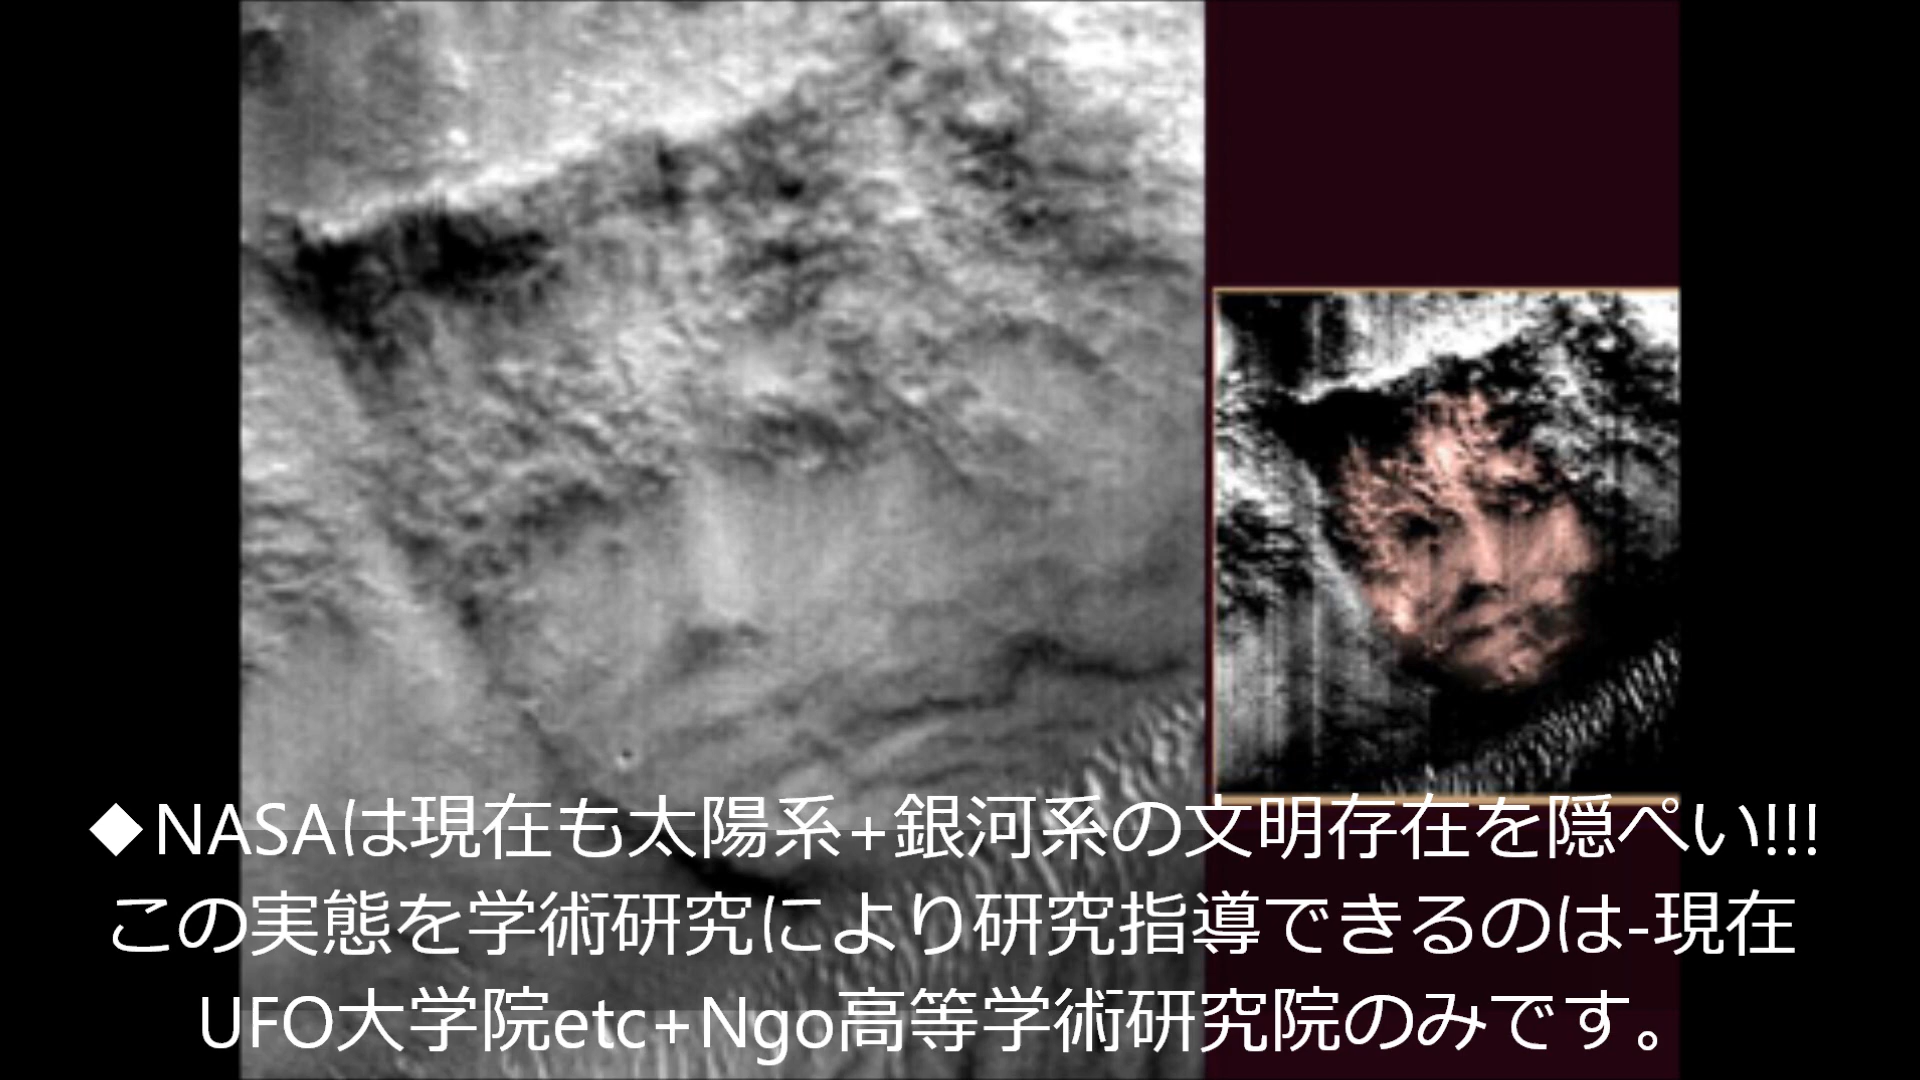 ◆NASAは現在も太陽系+銀河系の文明存在を隠ぺい!!!
この実態を学術研究により研究指導できるのは-現在
UFO大学院etc+Ngo高等学術研究院のみです。